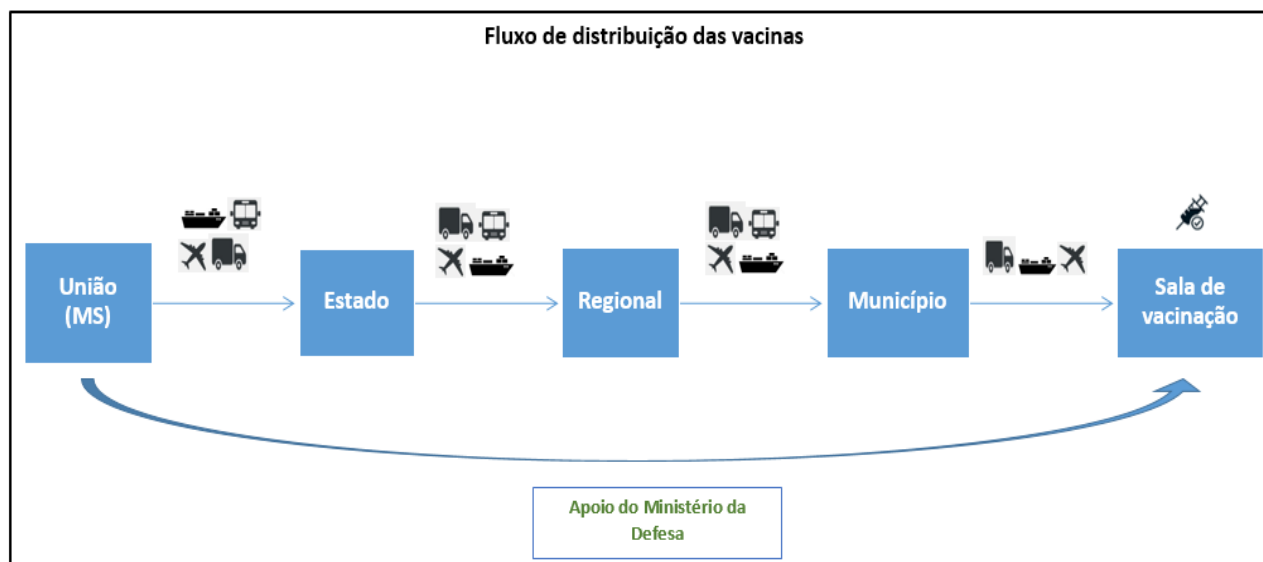 Fluxo de distribuição das vacinas
União
(MS)
Estado
Regional
Município
Sala de
vacinação
Apoio do Ministério da
Defesa